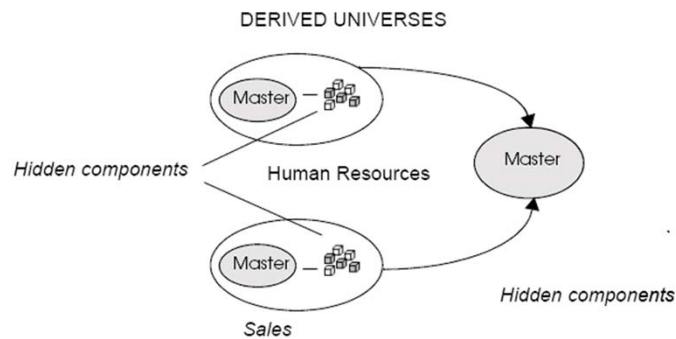 DERIVED UNIVERSES
Master
Hidden components
Human Resources
Master
Master
Hidden components
Sales